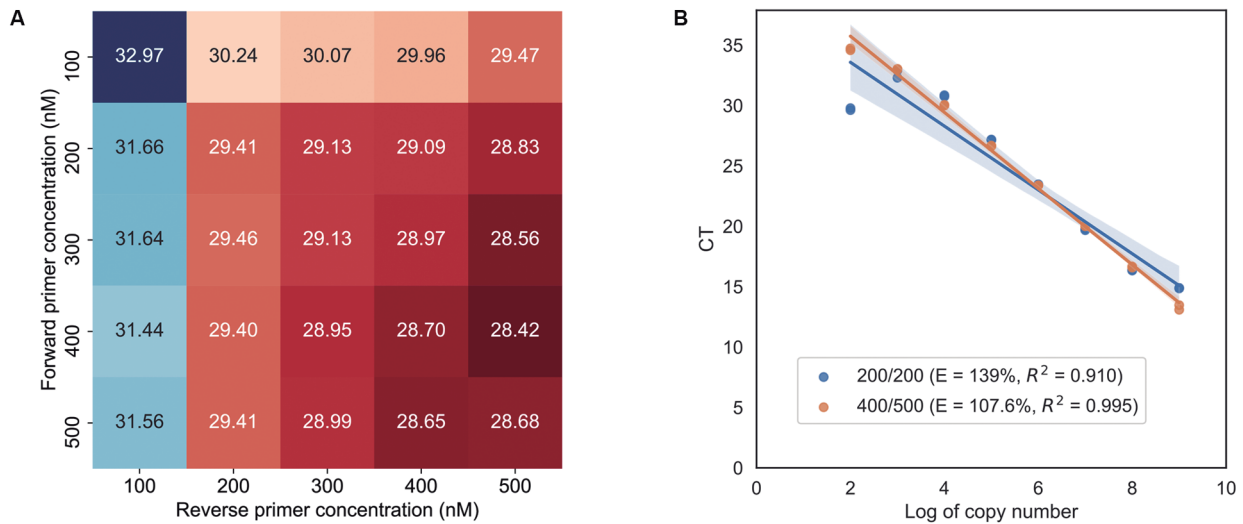 A
Forward primer concentration (nM)
100 32.97 30.24 30.07 29.96 29.47
200 31.66 29.41 29.13 29.09 28.83
300 31.64 29.46 29.13 28.97 28.56
400 31.44 29.40 28.95 28.70 28.42
500 31.56 29.41 28.99 28.65 28.68
100 200 300 400 500
Reverse primer concentration (nM)
B
CT
35
30
25
20
15
10
5
0
200/200 (E = 139%, R² = 0.910)
400/500 (E = 107.6%, R² = 0.995)
0 2 4 6 8 10
Log of copy number